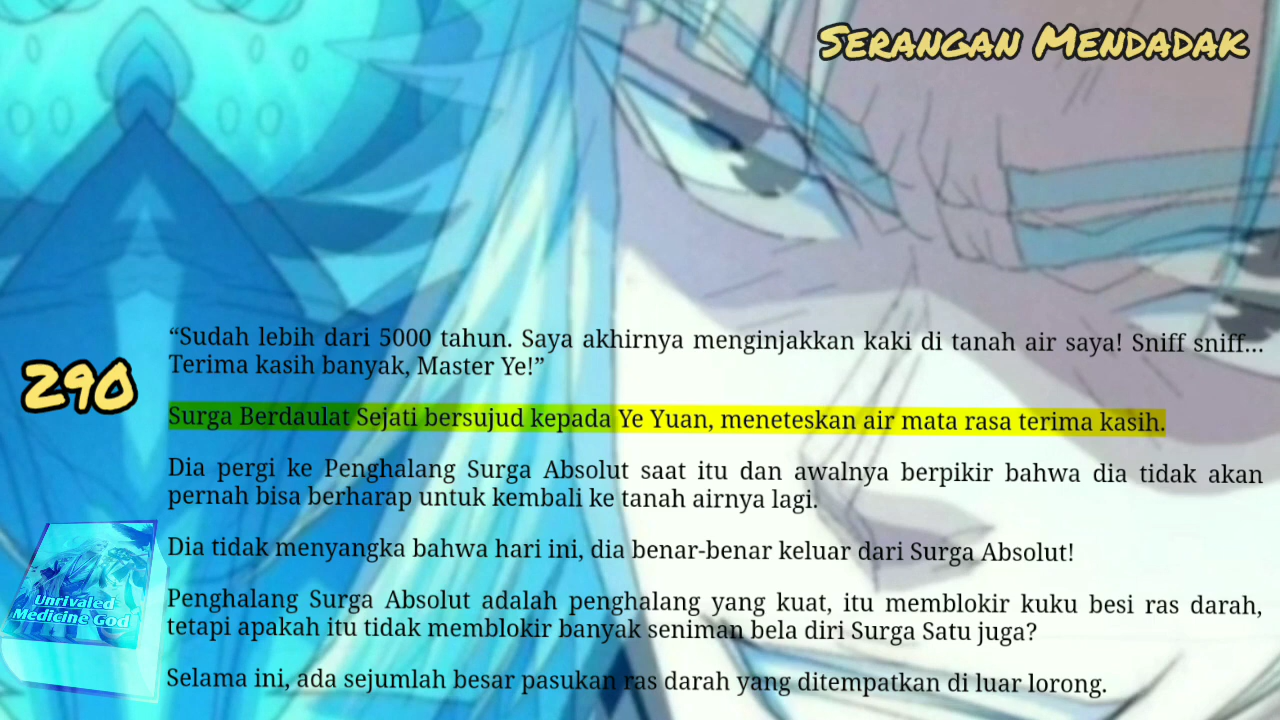 Serangan Mendadak
“Sudah lebih dari 5000 tahun. Saya akhirnya menginjakkan kaki di tanah air saya! Sniff sniff...
Terima kasih banyak, Master Ye!”
290
Surga Berdaulat Sejati bersujud kepada Ye Yuan, meneteskan air mata rasa terima kasih.
Dia pergi ke Penghalang Surga Absolut saat itu dan awalnya berpikir bahwa dia tidak akan
pernah bisa berharap untuk kembali ke tanah airnya lagi.
Dia tidak menyangka bahwa hari ini, dia benar-benar keluar dari Surga Absolut!
Penghalang Surga Absolut adalah penghalang yang kuat, itu memblokir kuku besi ras darah,
tetapi apakah itu tidak memblokir banyak seniman bela diri Surga Satu juga?
Unrivaled
Medicine God
Selama ini, ada sejumlah besar pasukan ras darah yang ditempatkan di luar lorong.